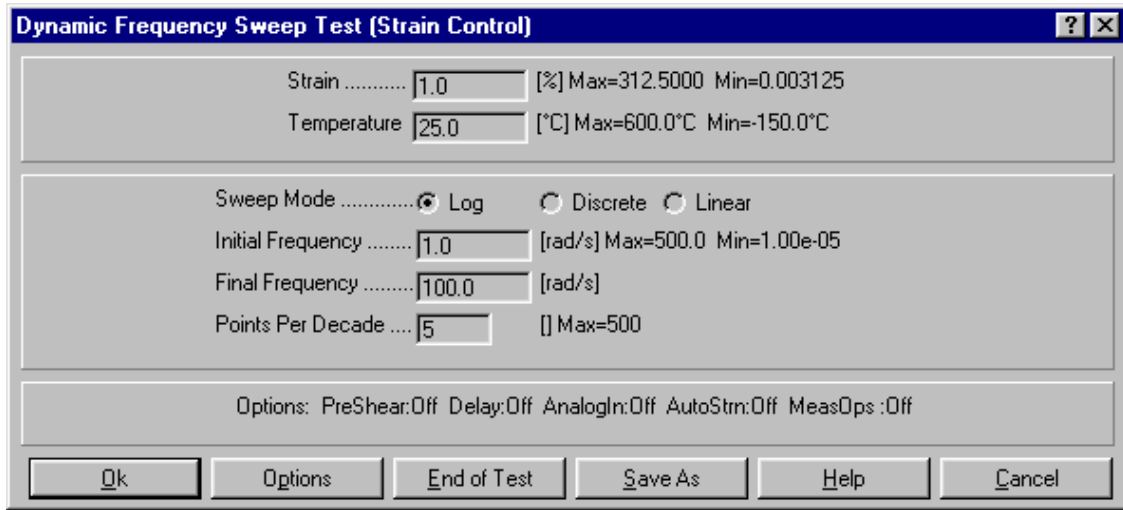 Dynamic Frequency Sweep Test (Strain Control)
Strain ........... 1.0 [%] Max=312.5000 Min=0.003125
Temperature 25.0 [°C] Max=600.0°C Min=-150.0°C
Sweep Mode ............. Log Discrete Linear
Initial Frequency ........ 1.0 [rad/s] Max=500.0 Min=1.00e-05
Final Frequency ......... 100.0 [rad/s]
Points Per Decade .... 5 [] Max=500
Options: PreShear:Off Delay:Off AnalogIn:Off AutoStrn:Off MeasOps :Off
Ok Options End of Test Save As Help Cancel